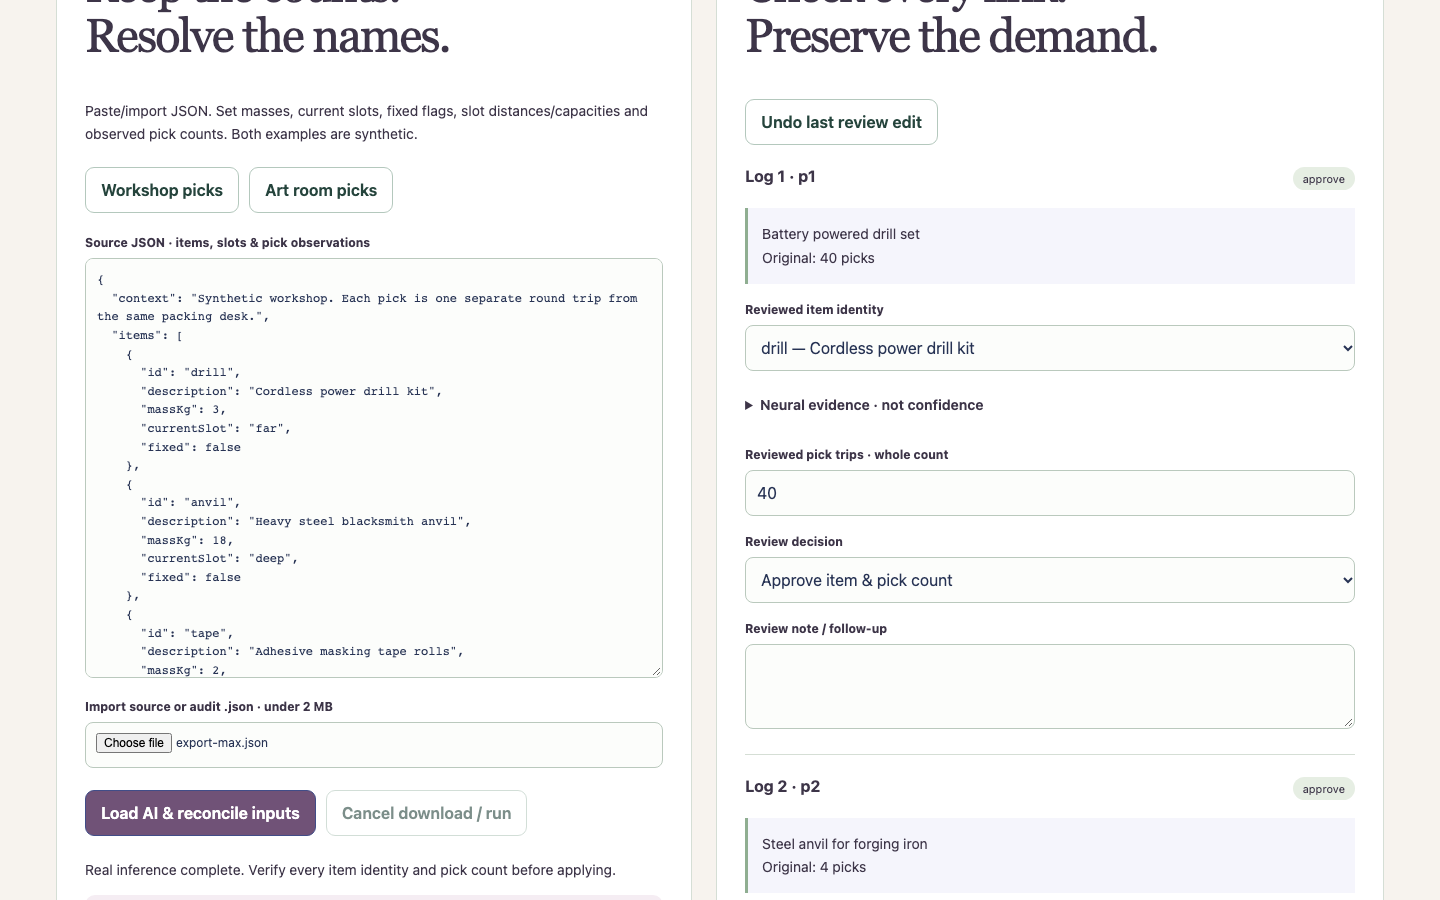 Keep the counts.
Resolve the names.
Paste/import JSON. Set masses, current slots, fixed flags, slot distances/capacities and
observed pick counts. Both examples are synthetic.
Workshop picks
Art room picks
Source JSON · items, slots & pick observations
{
  "context": "Synthetic workshop. Each pick is one separate round trip from
the same packing desk.",
  "items": [
    {
      "id": "drill",
      "description": "Cordless power drill kit",
      "massKg": 3,
      "currentSlot": "far",
      "fixed": false
    },
    {
      "id": "anvil",
      "description": "Heavy steel blacksmith anvil",
      "massKg": 18,
      "currentSlot": "deep",
      "fixed": false
    },
    {
      "id": "tape",
      "description": "Adhesive masking tape rolls",
      "massKg": 2,
Import source or audit .json · under 2 MB
Choose file export-max.json
Load AI & reconcile inputs
Cancel download / run
Real inference complete. Verify every item identity and pick count before applying.
Check every link.
Preserve the demand.
Undo last review edit
Log 1 · p1
approve
Battery powered drill set
Original: 40 picks
Reviewed item identity
drill — Cordless power drill kit
▶ Neural evidence · not confidence
Reviewed pick trips · whole count
40
Review decision
Approve item & pick count
Review note / follow-up
Log 2 · p2
approve
Steel anvil for forging iron
Original: 4 picks